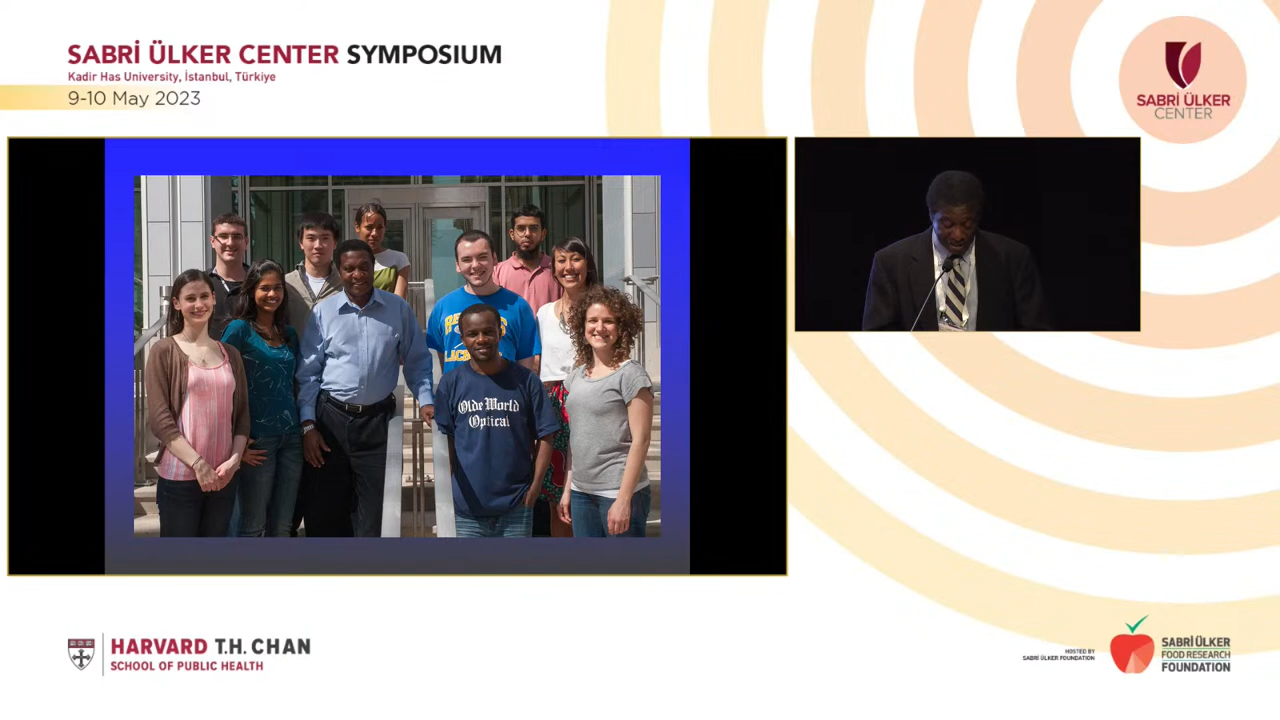 SABRİ ÜLKER CENTER SYMPOSIUM
Kadir Has University, İstanbul, Türkiye
9-10 May 2023
SABRİ ÜLKER
CENTER
Olde World
Optical
HARVARD T.H. CHAN
SCHOOL OF PUBLIC HEALTH
HOSTED BY
SABRİ ÜLKER FOUNDATION
SABRİ ÜLKER
FOOD RESEARCH
FOUNDATION